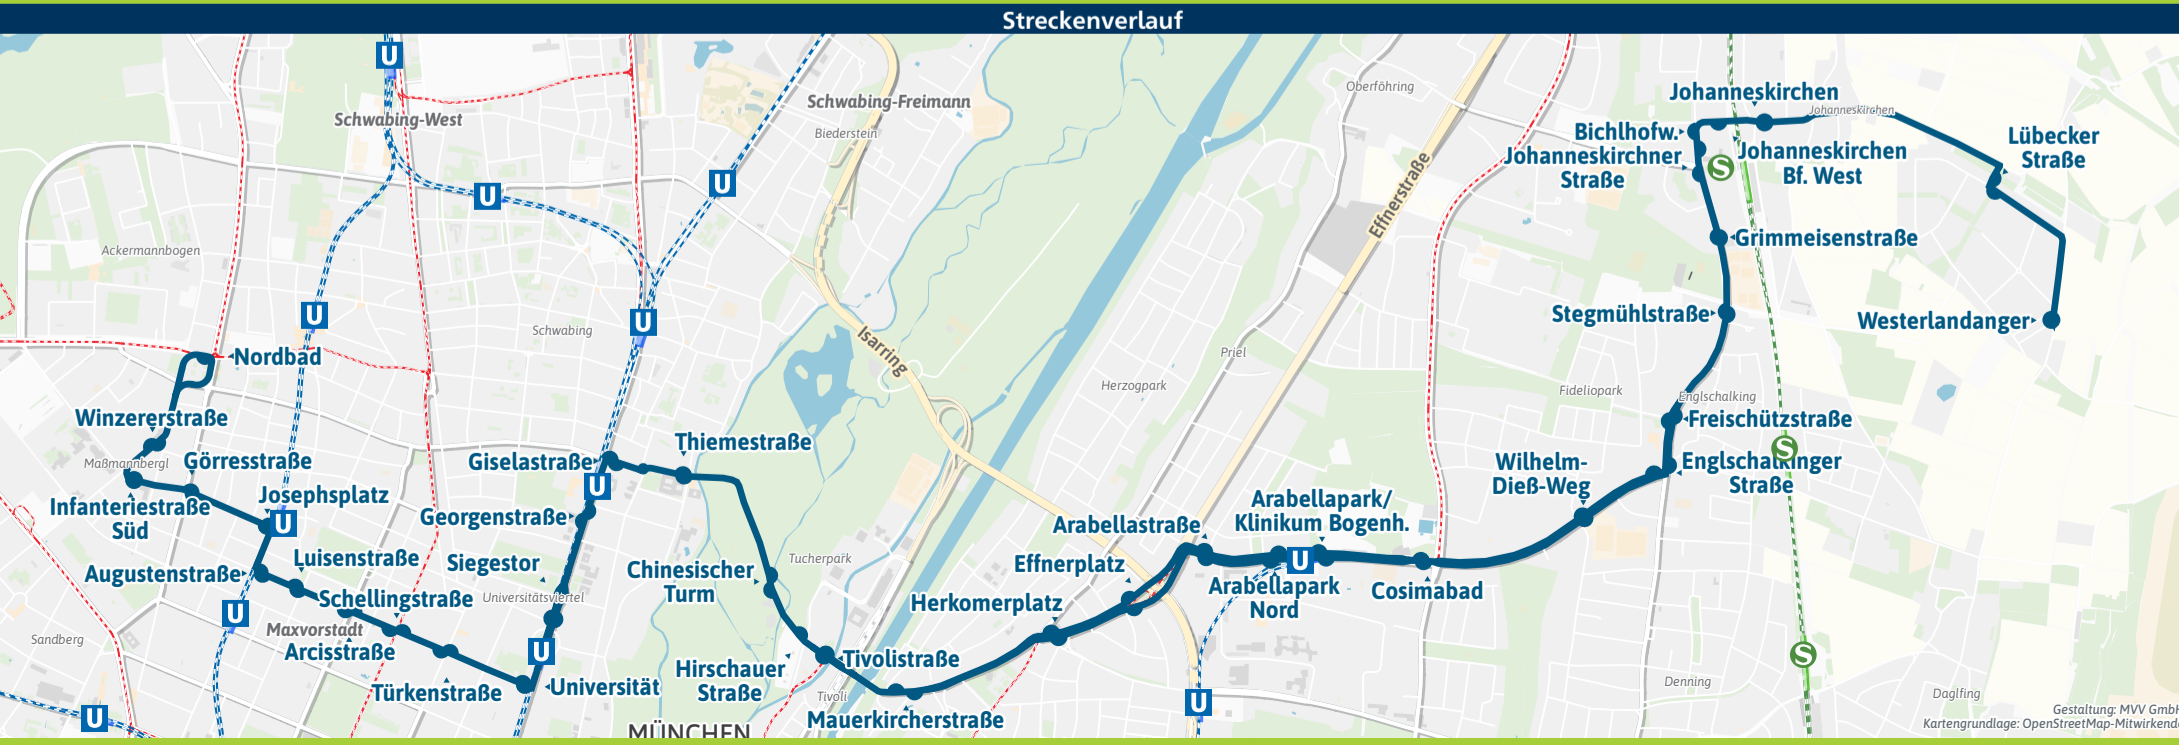 Streckenverlauf
U
Schwabing-West
Schwabing-Freimann
Biederstein
Oberföhring
Effnerstraße
Johanneskirchen
Johanneskirchen
Bichlhofw.
Johanneskirchner
Straße
S
Johanneskirchen
Bf. West
Lübecker
Straße
U
U
Ackermannbogen
Grimmeisenstraße
U
Schwabing
U
Isarring
Priel
Herzogpark
Stegmühlstraße
Westerlandanger
Nordbad
Fideliopark
Englschalking
Winzererstraße
Freischützstraße
Maßmannbergl
Görresstraße
Giselastraße
Thiemestraße
S
Wilhelm-
Dieß-Weg
Englschalkinger
Straße
U
Infanteriestraße
Süd
Josephsplatz
U
Georgenstraße
Arabellapark/
Klinikum Bogenh.
Arabellastraße
Luisenstraße
Siegestor
Augustenstraße
Chinesischer
Turm
Tucherpark
Effnerplatz
U
Arabellapark
Nord
Cosimabad
Schellingstraße
Universitätsviertel
Herkomerplatz
U
Maxvorstadt
Sandberg
Arcisstraße
U
S
Türkenstraße
Universität
Hirschauer
Straße
Tivolistraße
Tivoli
Denning
Daglfing
U
U
Mauerkircherstraße
MÜNCHEN
Gestaltung: MVV GmbH
Kartengrundlage: OpenStreetMap-Mitwirkend